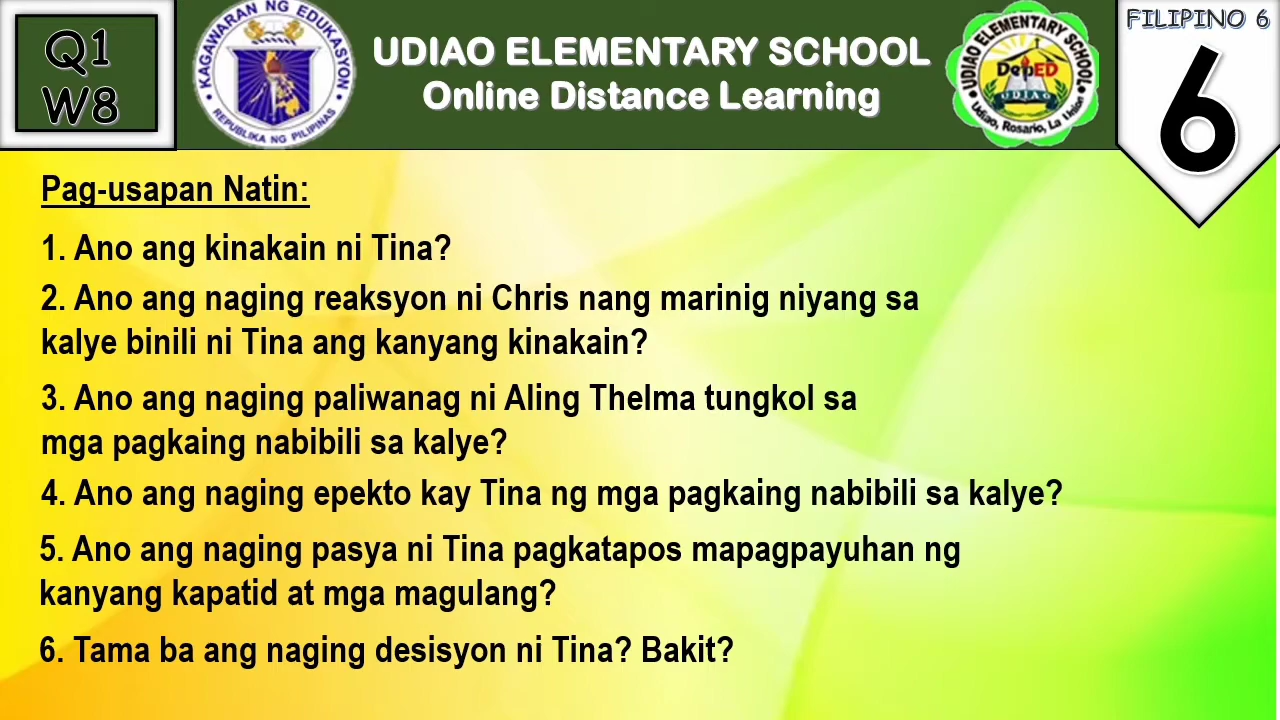 Q1
W8
KAGAWARAN NG EDUKASYON
REPUBLIKA NG PILIPINAS
UDIAO ELEMENTARY SCHOOL
Online Distance Learning
UDIAO ELEMENTARY SCHOOL
DepED
UDIAO
Udiao, Rosario, La Union
FILIPINO 6
6
Pag-usapan Natin:
1. Ano ang kinakain ni Tina?
2. Ano ang naging reaksyon ni Chris nang marinig niyang sa
kalye binili ni Tina ang kanyang kinakain?
3. Ano ang naging paliwanag ni Aling Thelma tungkol sa
mga pagkaing nabibili sa kalye?
4. Ano ang naging epekto kay Tina ng mga pagkaing nabibili sa kalye?
5. Ano ang naging pasya ni Tina pagkatapos mapagpayuhan ng
kanyang kapatid at mga magulang?
6. Tama ba ang naging desisyon ni Tina? Bakit?